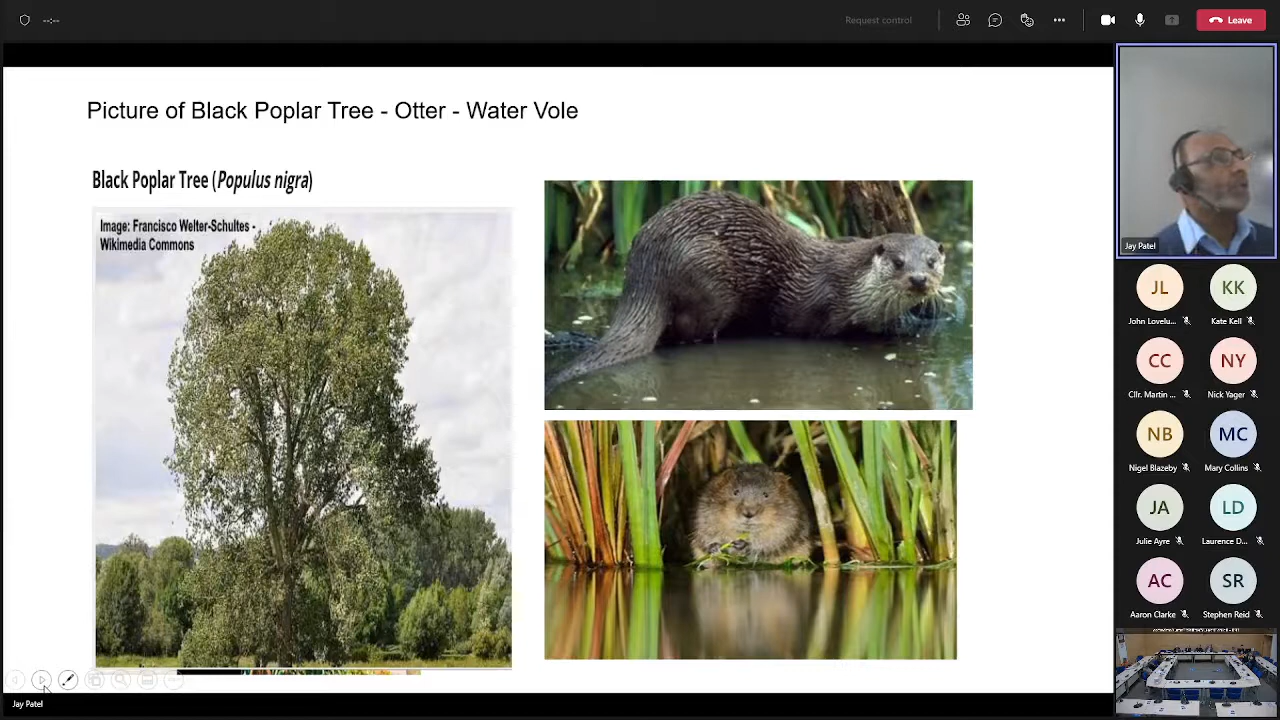 --:--
Request control
Leave
Picture of Black Poplar Tree - Otter - Water Vole
Black Poplar Tree (Populus nigra)
Image: Francisco Welter-Schultes -
Wikimedia Commons
Jay Patel
JL
KK
John Lovelu...
Kate Kell
CC
NY
Cllr. Martin ...
Nick Yager
NB
MC
Nigel Blazeby
Mary Collins
JA
LD
Julie Ayre
Laurence D...
AC
SR
Aaron Clarke
Stephen Reid
Jay Patel